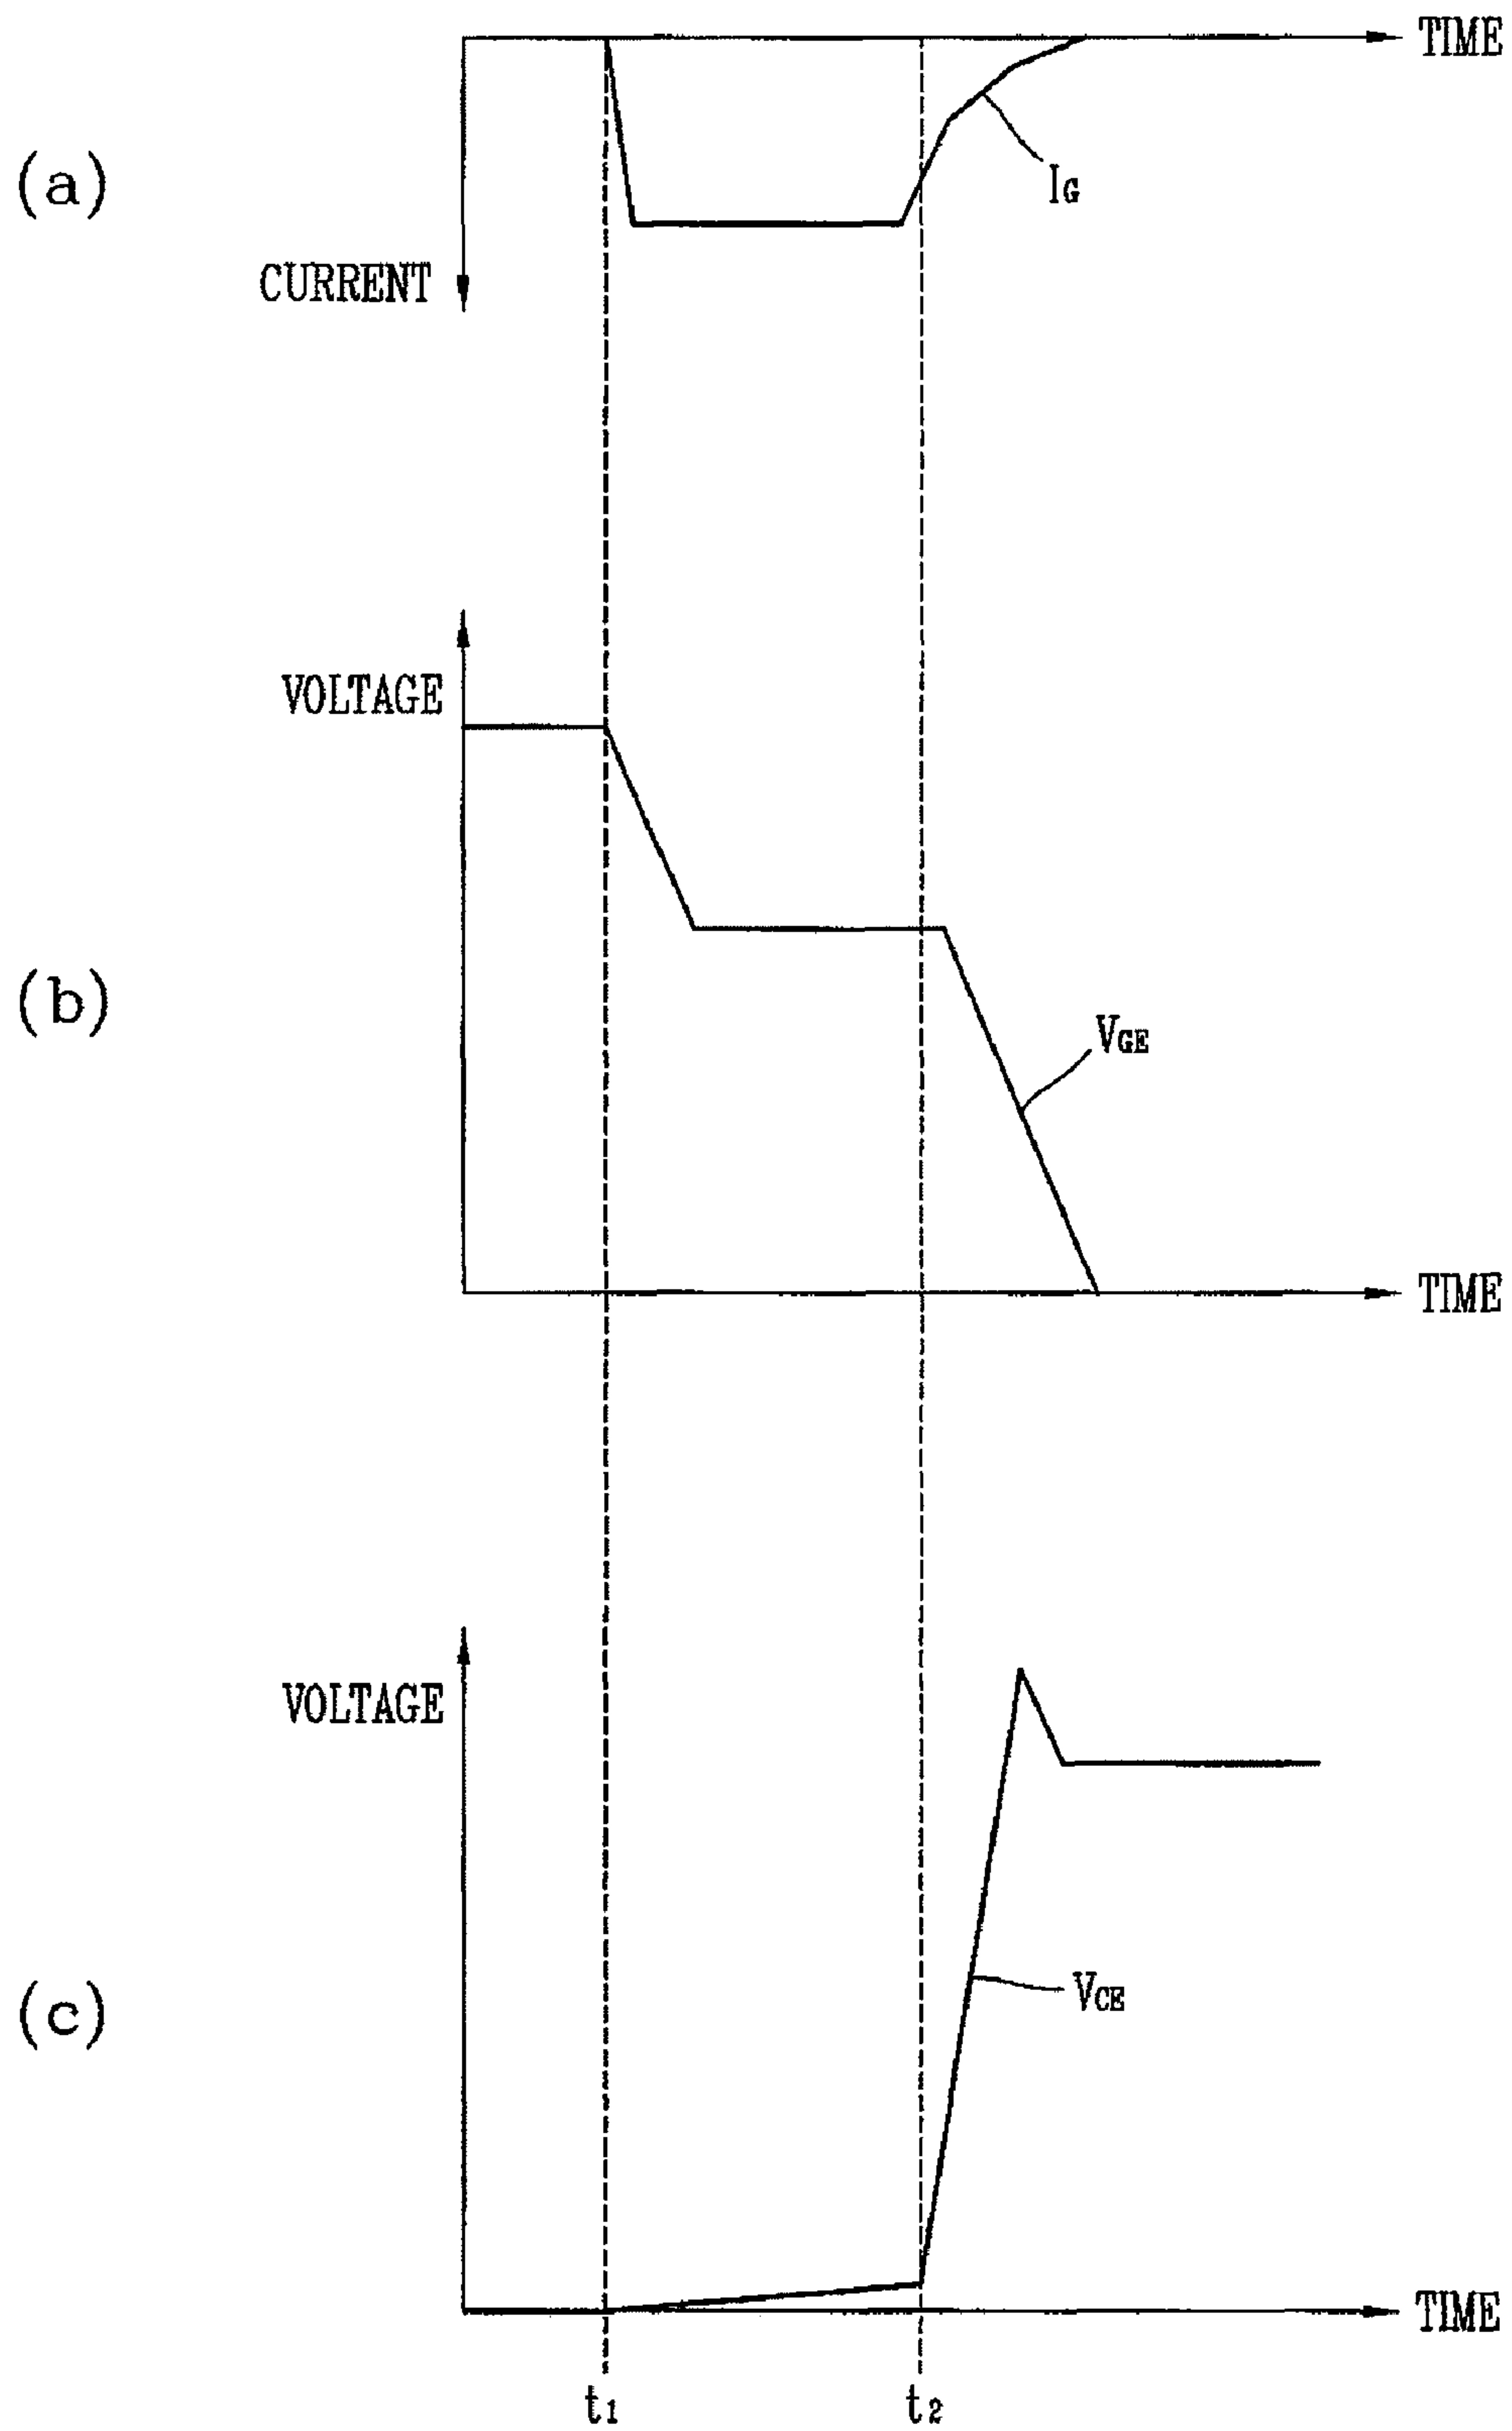 TIME
(a)
IG
CURRENT
VOLTAGE
(b)
VGE
TIME
VOLTAGE
VCE
(c)
TIME
t1
t2